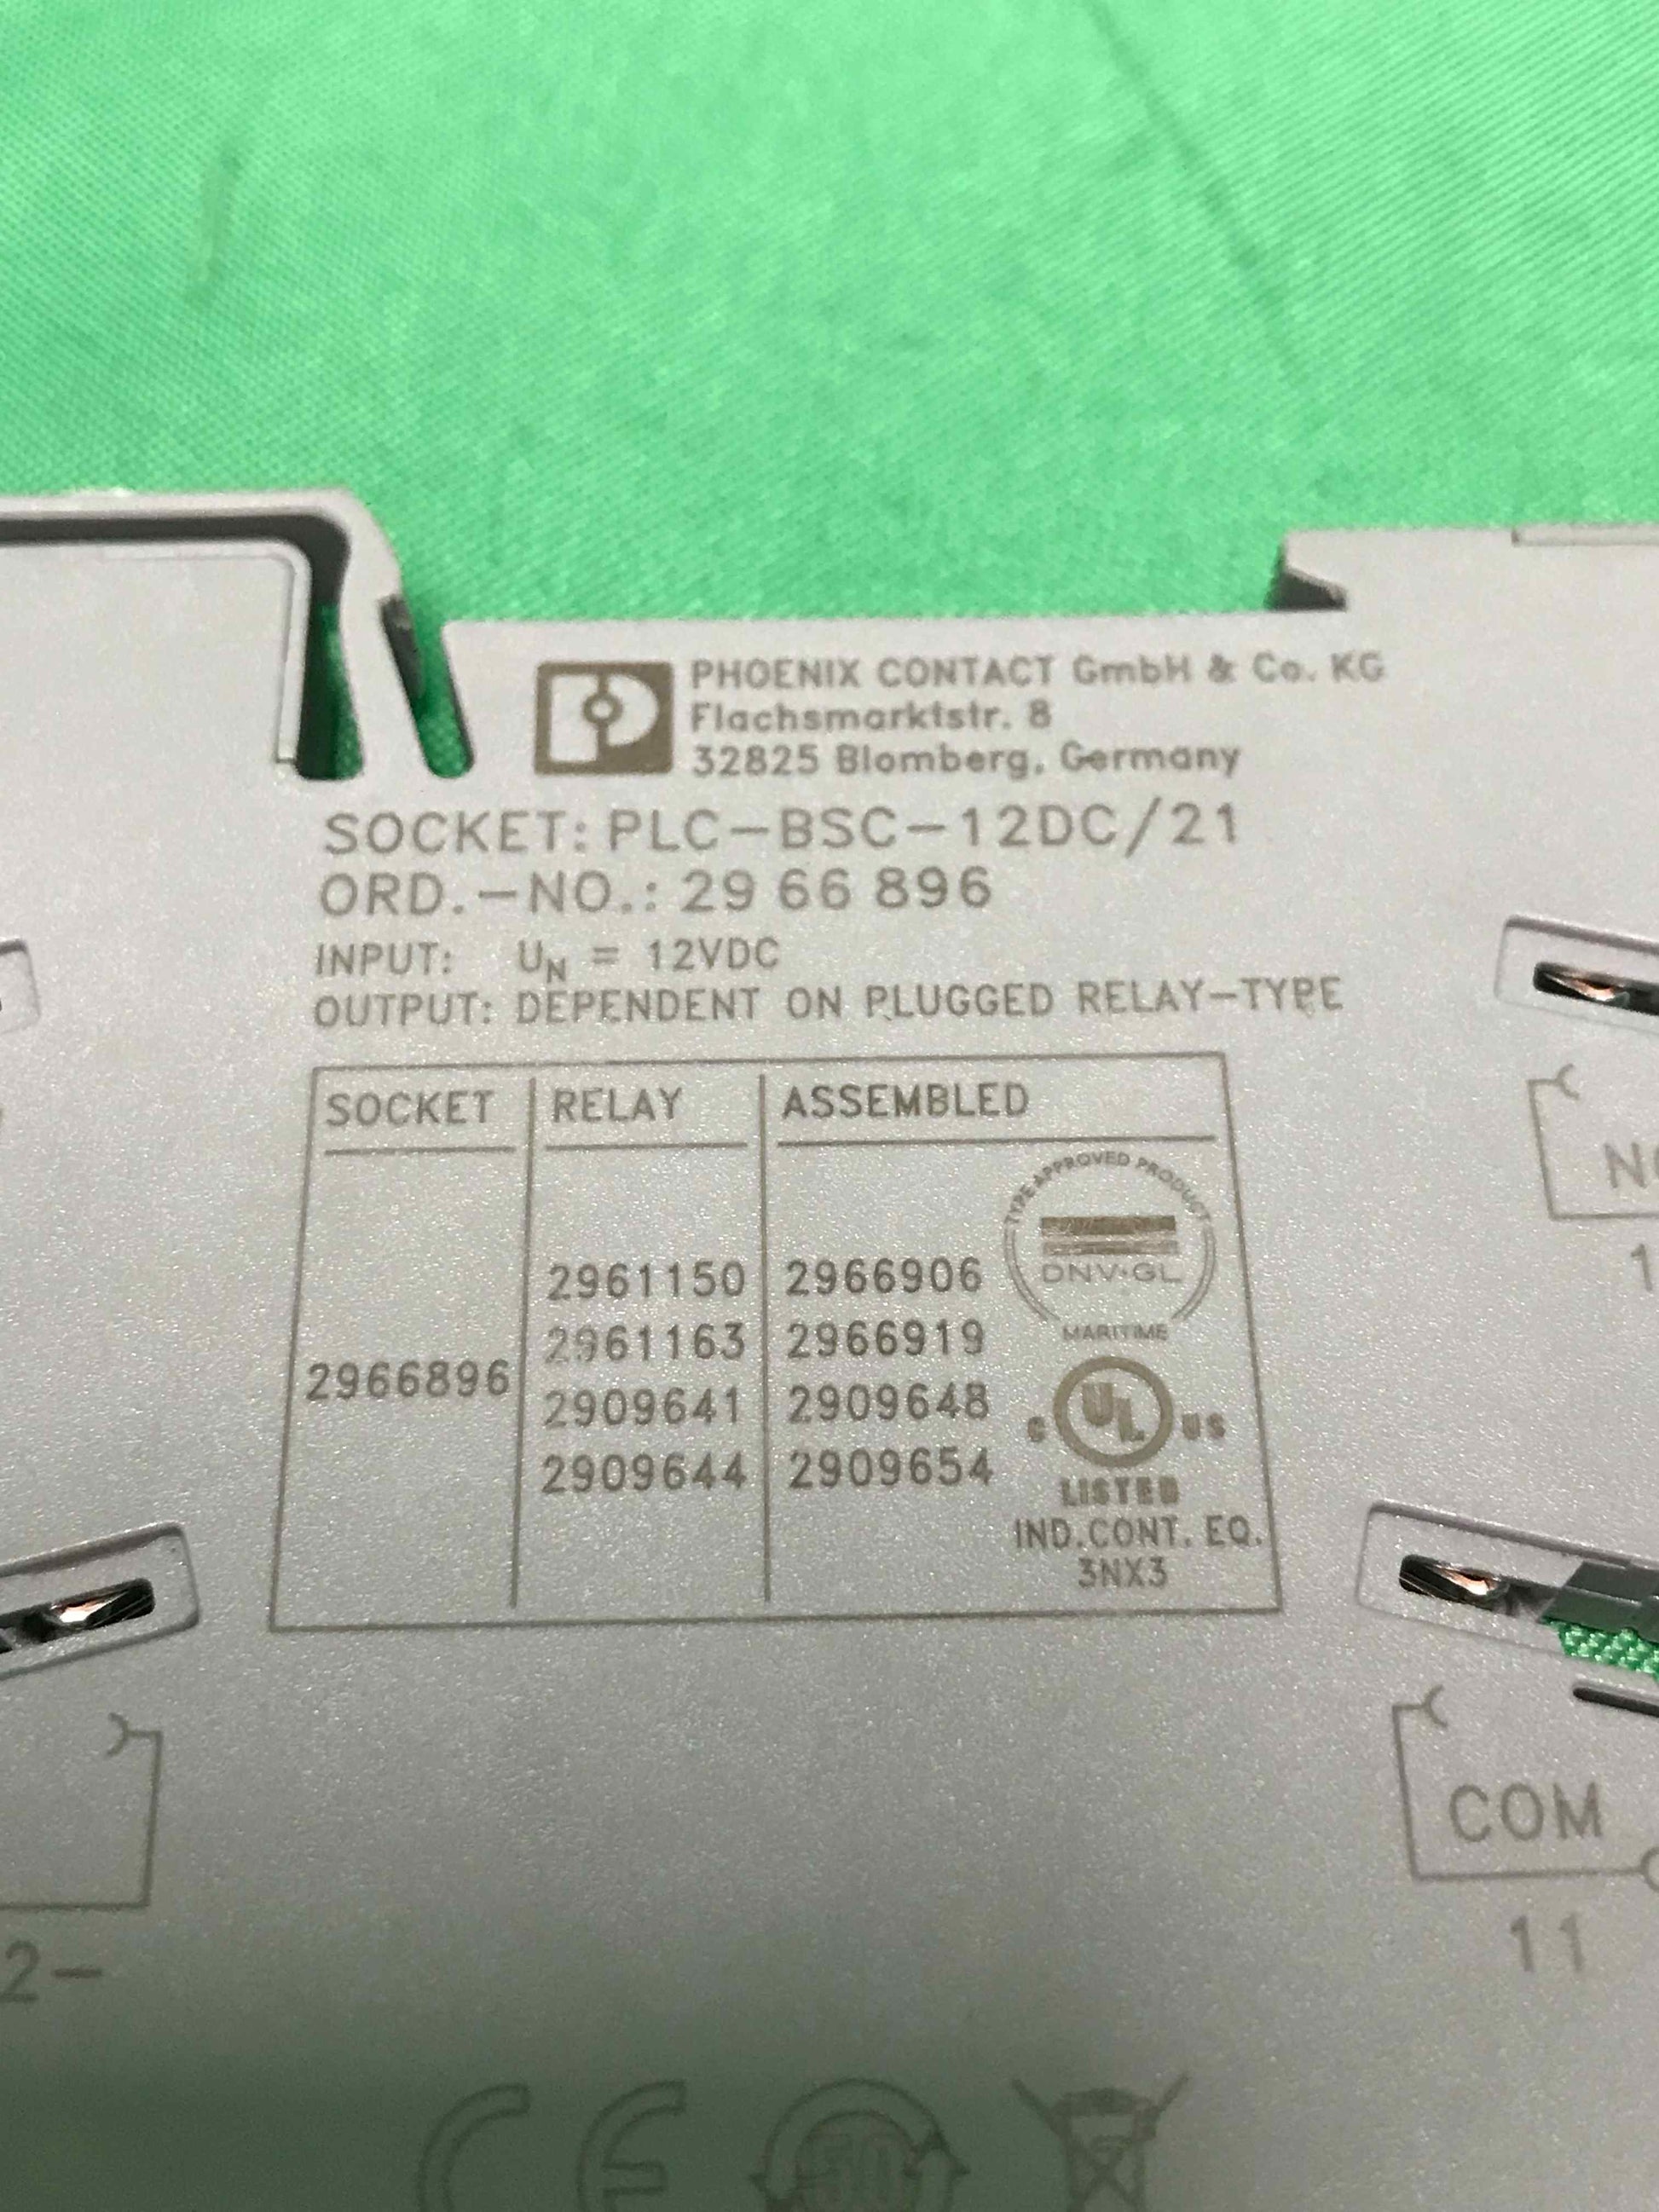 PHOENIX CONTACT GmbH & Co. KG
Flachsmarktstr. 8
32825 Blomberg, Germany
SOCKET: PLC-BSC-12DC/21
ORD.-NO.: 29 66 896
INPUT: UN = 12VDC
OUTPUT: DEPENDENT ON PLUGGED RELAY-TYPE
SOCKET RELAY ASSEMBLED
TYPE APPROVED PRODUCT
DNV·GL
MARITIME
2961150 2966906
2961163 2966919
2966896
2909641 2909648
2909644 2909654
C UL US
LISTED
IND.CONT. EQ.
3NX3
COM
11
2-
CE
50